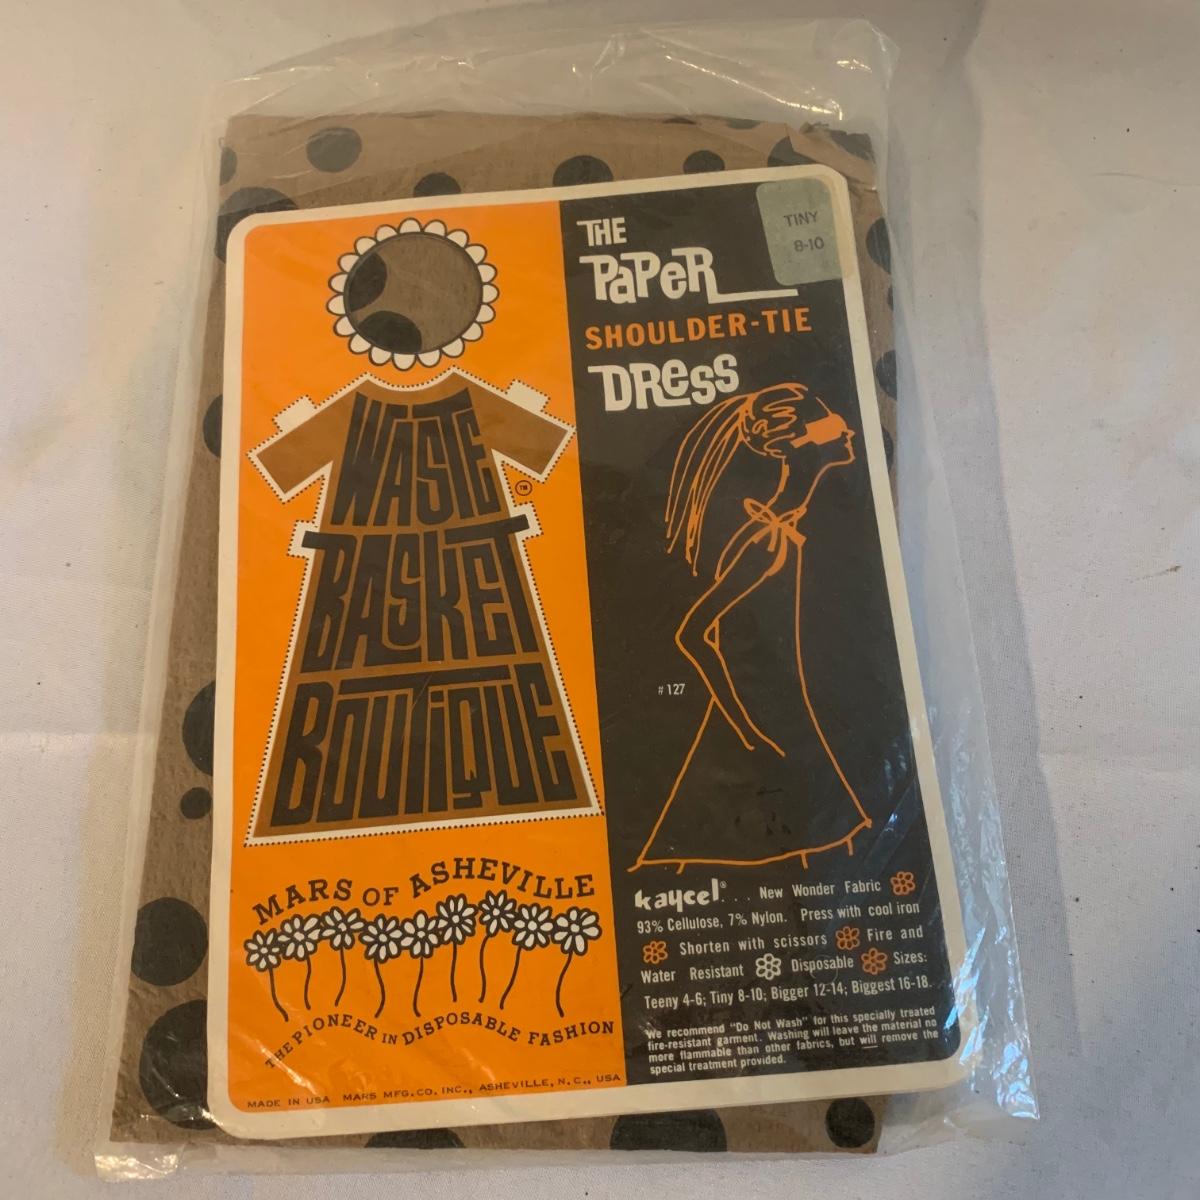 WASTE
BASKET
BOUTIQUE
TM
MARS OF ASHEVILLE
THE PIONEER IN DISPOSABLE FASHION
MADE IN USA MARS MFG. CO. INC., ASHEVILLE, N.C., USA
THE
PAPER
SHOULDER-TIE
DRESS
TINY
8-10
#127
kaycel® . . . New Wonder Fabric
93% Cellulose, 7% Nylon. Press with cool iron
Shorten with scissors Fire and
Water Resistant Disposable Sizes:
Teeny 4-6; Tiny 8-10; Bigger 12-14; Biggest 16-18.
We recommend "Do Not Wash" for this specially treated
fire-resistant garment. Washing will leave the material no
more flammable than other fabrics, but will remove the
special treatment provided.